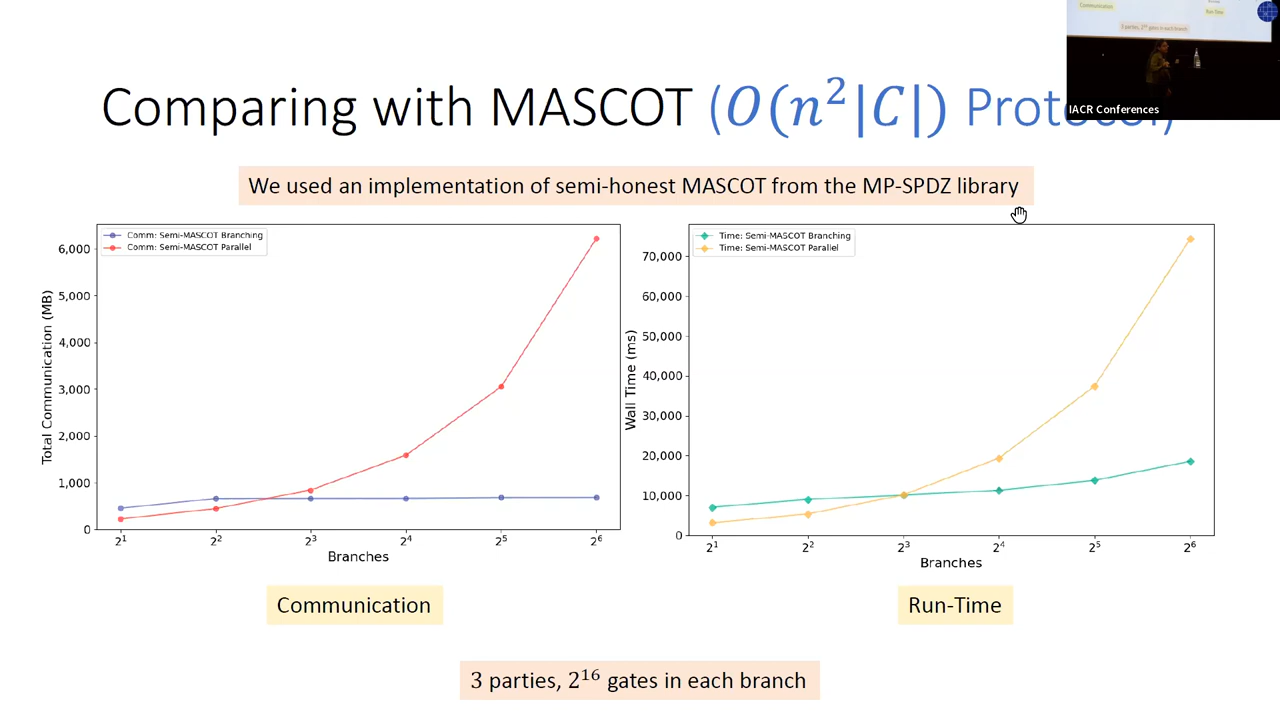 Comparing with MASCOT (O(n²|C|) Protocol)
IACR Conferences
We used an implementation of semi-honest MASCOT from the MP-SPDZ library
Comm: Semi-MASCOT Branching
Comm: Semi-MASCOT Parallel
Total Communication (MB)
6,000
5,000
4,000
3,000
2,000
1,000
0
2¹ 2² 2³ 2⁴ 2⁵ 2⁶
Branches
Communication
Time: Semi-MASCOT Branching
Time: Semi-MASCOT Parallel
Wall Time (ms)
70,000
60,000
50,000
40,000
30,000
20,000
10,000
0
2¹ 2² 2³ 2⁴ 2⁵ 2⁶
Branches
Run-Time
3 parties, 2¹⁶ gates in each branch